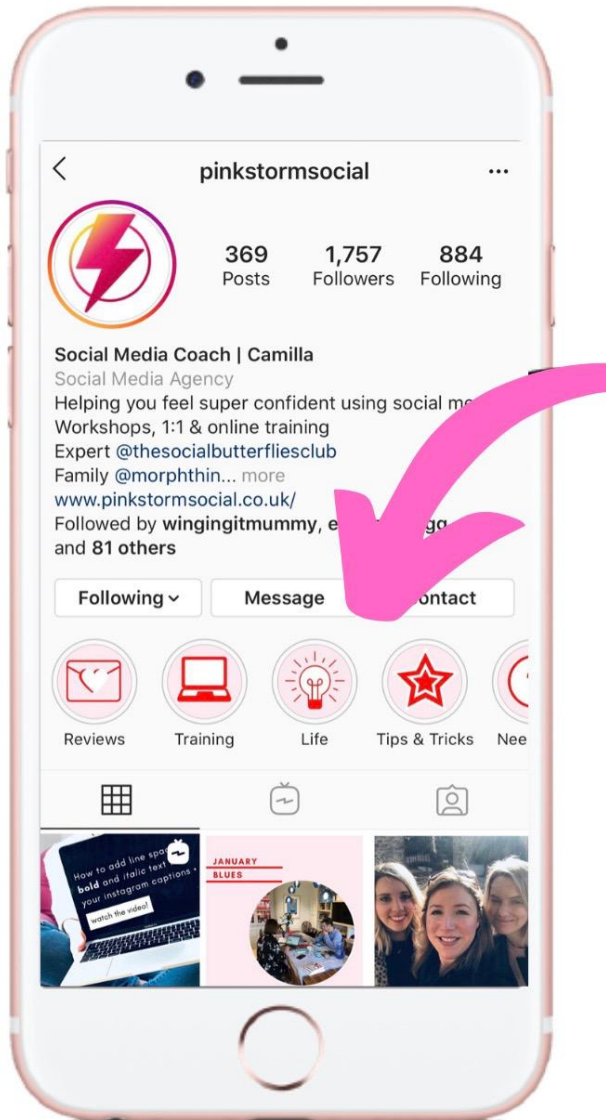 pinkstormsocial
369 1,757 884
Posts Followers Following
Social Media Coach | Camilla
Social Media Agency
Helping you feel super confident using social
Workshops, 1:1 & online training
Expert @thesocialbutterfliesclub
Family @morphthin... more
www.pinkstormsocial.co.uk/
Followed by wingingitmummy,
and 81 others
Following Message ontact
Reviews Training Life Tips & Tricks Nee
How to add line spa
bold and italic text
your instagram captions •
watch the video!
JANUARY
BLUES